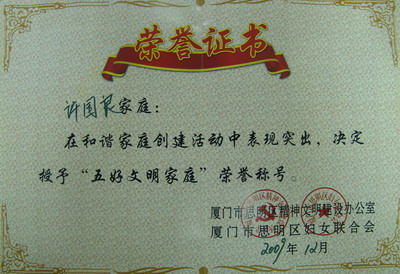 荣誉证书
许国良家庭：
在和谐家庭创建活动中表现突出，决定
授予“五好文明家庭”荣誉称号。
厦门市思明区精神文明建设办公室
厦门市思明区妇女联合会
2009年12月